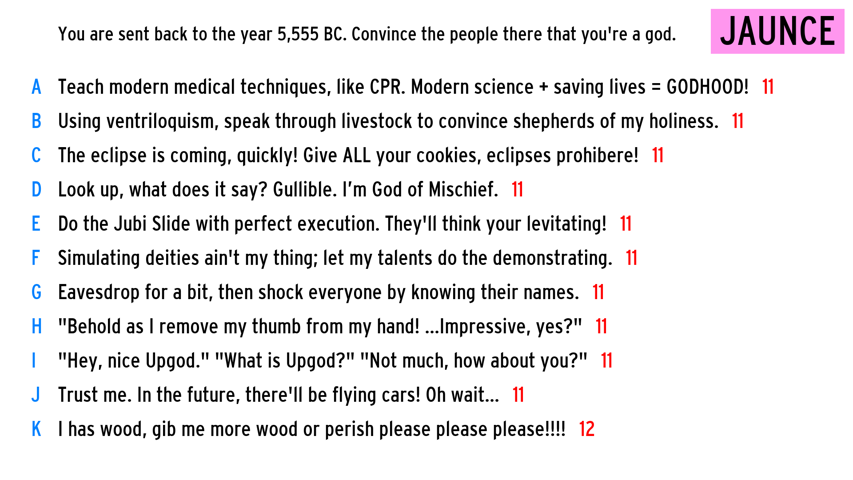 You are sent back to the year 5,555 BC. Convince the people there that you're a god.
JAUNCE
A Teach modern medical techniques, like CPR. Modern science + saving lives = GODHOOD! 11
B Using ventriloquism, speak through livestock to convince shepherds of my holiness. 11
C The eclipse is coming, quickly! Give ALL your cookies, eclipses prohibere! 11
D Look up, what does it say? Gullible. I'm God of Mischief. 11
E Do the Jubi Slide with perfect execution. They'll think your levitating! 11
F Simulating deities ain't my thing; let my talents do the demonstrating. 11
G Eavesdrop for a bit, then shock everyone by knowing their names. 11
H "Behold as I remove my thumb from my hand! ...Impressive, yes?" 11
I "Hey, nice Upgod." "What is Upgod?" "Not much, how about you?" 11
J Trust me. In the future, there'll be flying cars! Oh wait... 11
K I has wood, gib me more wood or perish please please please!!!! 12